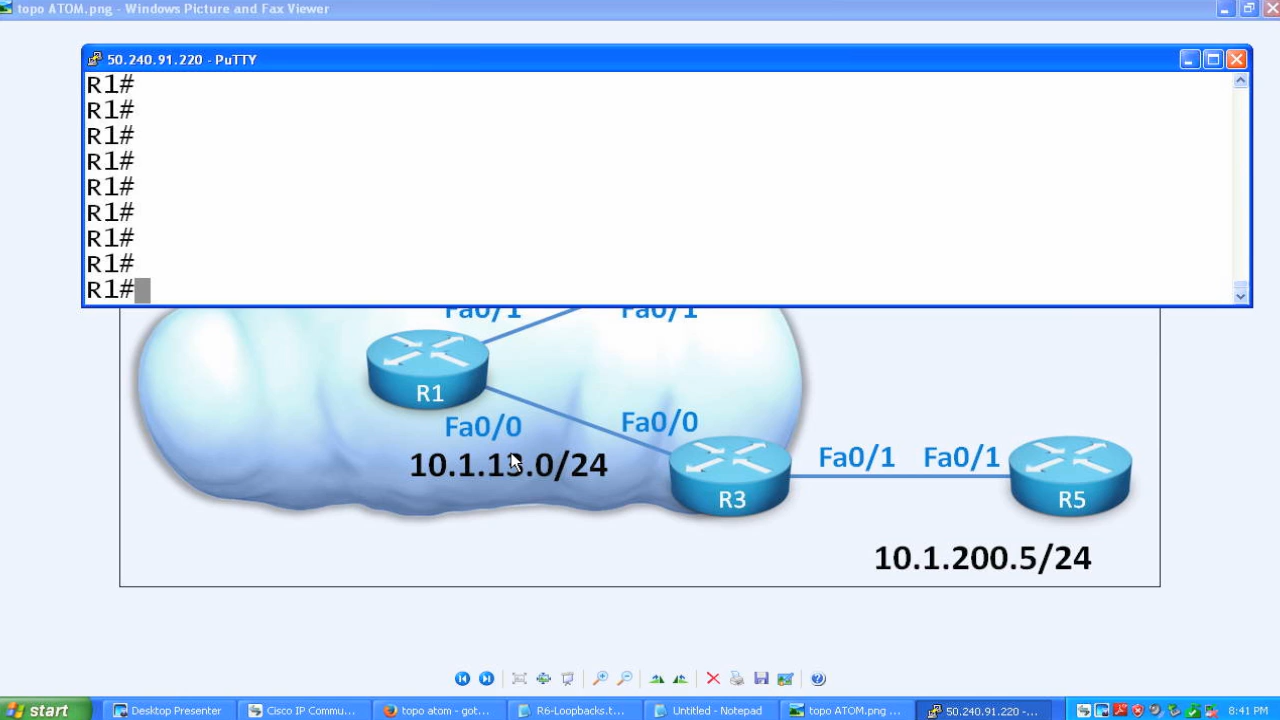 topo ATOM.png - Windows Picture and Fax Viewer
50.240.91.220 - PuTTY
R1#
R1#
R1#
R1#
R1#
R1#
R1#
R1#
R1#
Fa0/1 Fa0/1
R1
Fa0/0 Fa0/0
10.1.13.0/24
R3
Fa0/1 Fa0/1
R5
10.1.200.5/24
start Desktop Presenter Cisco IP Commu... topo atom - got... R6-Loopbacks.t... Untitled - Notepad topo ATOM.png ... 50.240.91.220 -... 8:41 PM